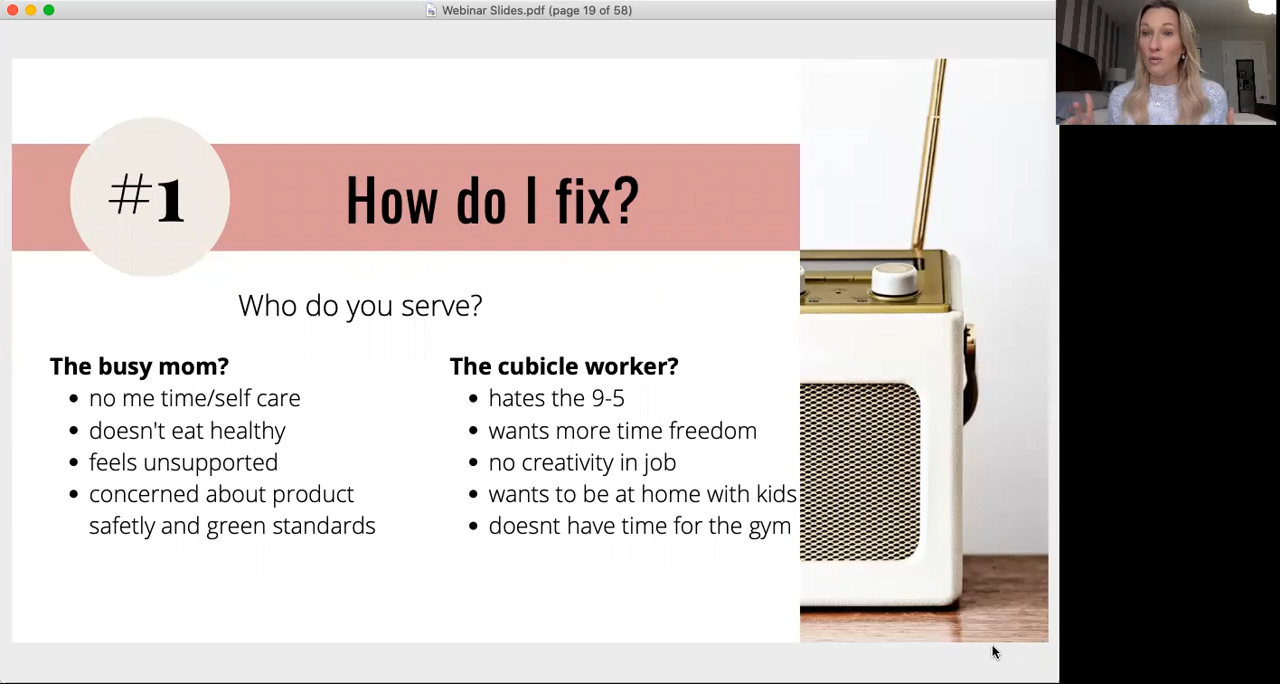 Webinar Slides.pdf (page 19 of 58)
#1
How do I fix?
Who do you serve?
The busy mom?
• no me time/self care
• doesn't eat healthy
• feels unsupported
• concerned about product
safetly and green standards
The cubicle worker?
• hates the 9-5
• wants more time freedom
• no creativity in job
• wants to be at home with kids
• doesnt have time for the gym